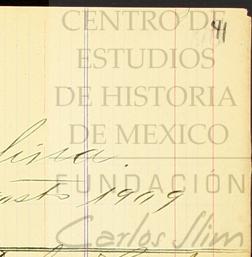 41
CENTRO DE
ESTUDIOS
DE HISTORIA
DE MEXICO
FUNDACIÓN
1909
Carlos Slim